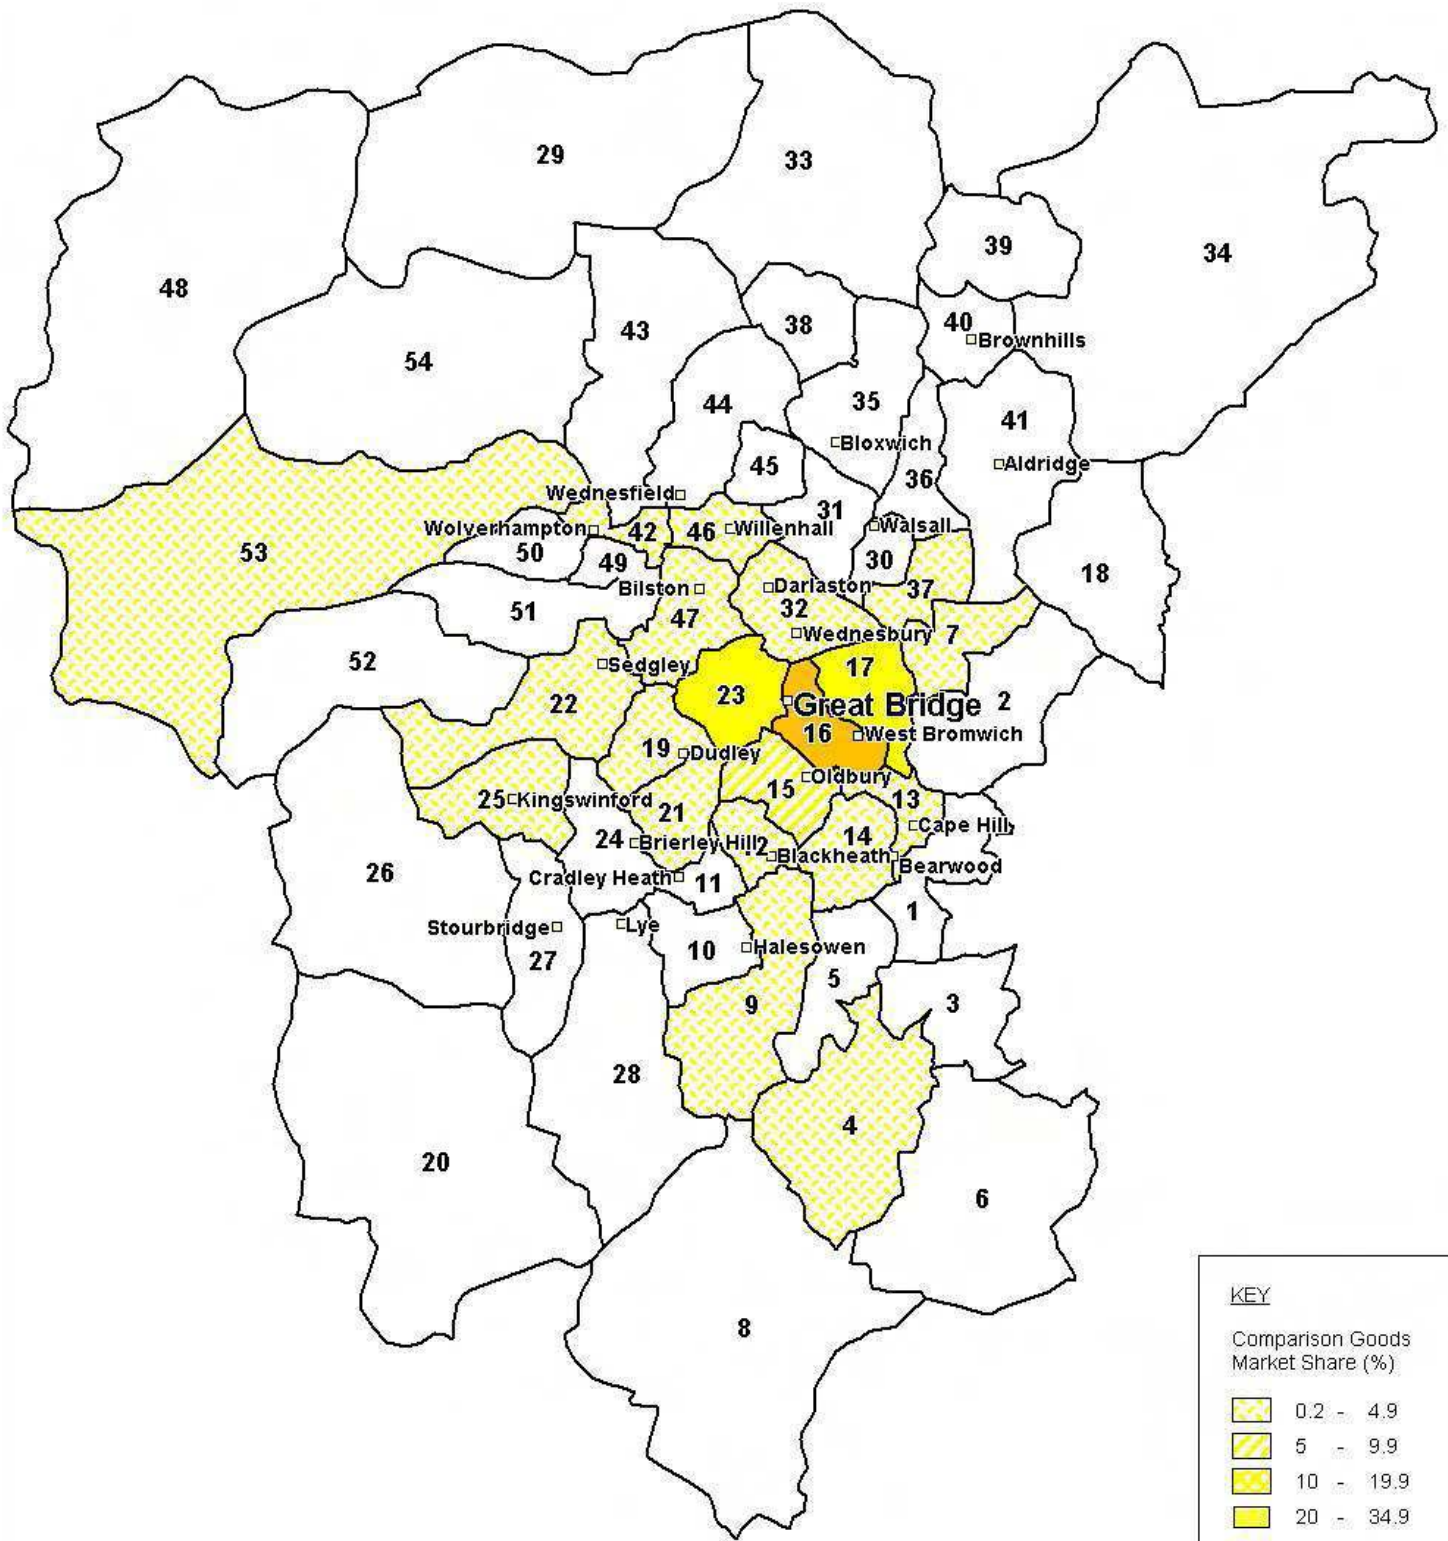 29
33
39
34
48
40
Brownhills
43
38
54
44
35
41
Bloxwich
45
Aldridge
36
Wednesfield
31
Wolverhampton
42
46
Willenhall
Walsall
53
50
49
30
18
Bilston
Darlaston
37
51
32
47
Wednesbury
7
52
Sedgley
17
23
22
Great Bridge
2
16
West Bromwich
19
Dudley
Oldbury
15
25
Kingswinford
13
21
Cape Hill
24
Brierley Hill
14
12
Blackheath
26
Bearwood
Cradley Heath
11
1
Stourbridge
Lye
10
Halesowen
27
5
9
3
28
4
20
6
8
KEY
Comparison Goods
Market Share (%)
0.2 - 4.9
5 - 9.9
10 - 19.9
20 - 34.9